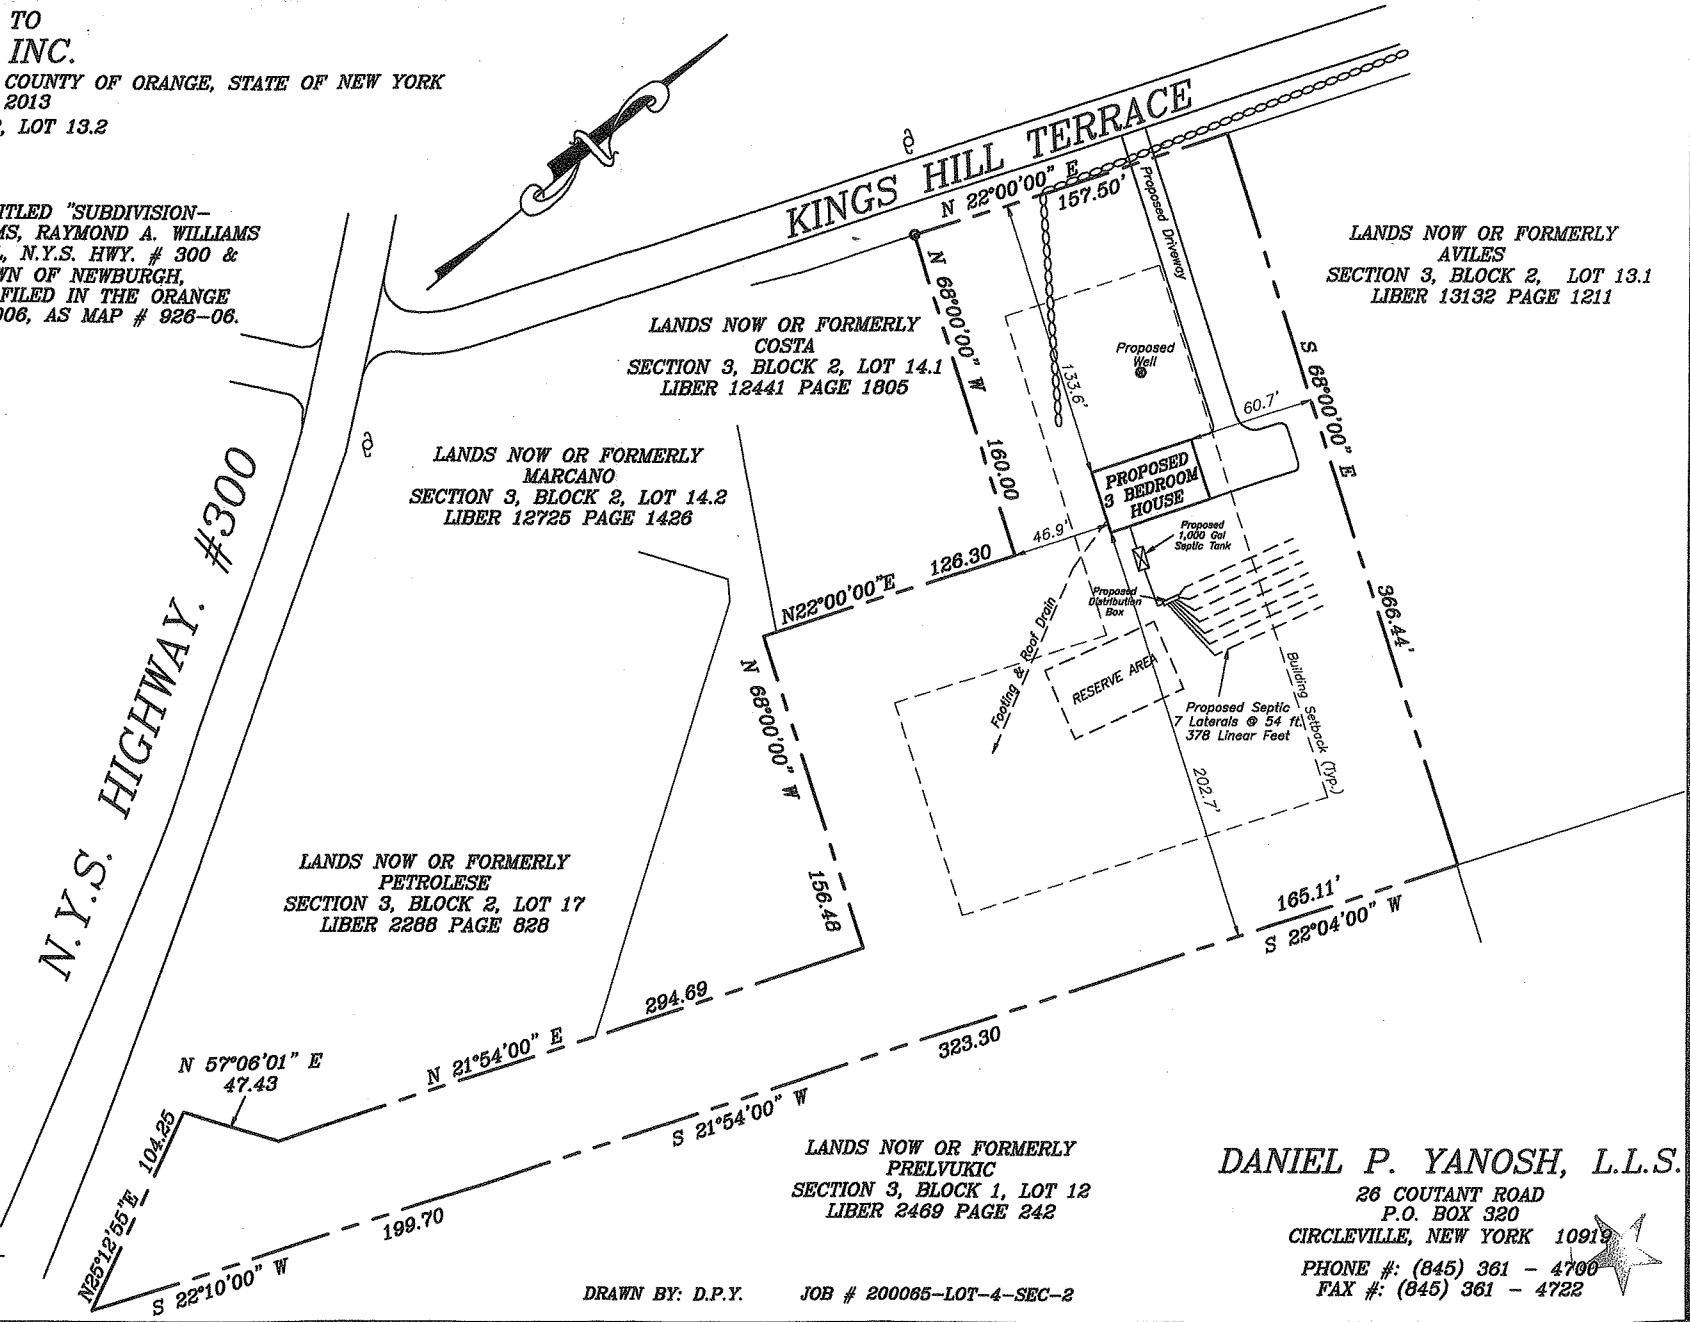 TO
INC.
COUNTY OF ORANGE, STATE OF NEW YORK
2013
LOT 13.2
"SUBDIVISION-
RAYMOND A. WILLIAMS
N.Y.S. HWY. # 300 &
OF NEWBURGH,
FILED IN THE ORANGE
AS MAP # 926-06.
KINGS HILL TERRACE
N 22°00'00" E
157.50'
N.Y.S. HIGHWAY. #300
LANDS NOW OR FORMERLY
AVILES
SECTION 3, BLOCK 2, LOT 13.1
LIBER 13132 PAGE 1211
LANDS NOW OR FORMERLY
COSTA
SECTION 3, BLOCK 2, LOT 14.1
LIBER 12441 PAGE 1805
LANDS NOW OR FORMERLY
MARCANO
SECTION 3, BLOCK 2, LOT 14.2
LIBER 12725 PAGE 1426
N 68°00'00" W
160.00
133.6'
Proposed Driveway
Proposed
Well
60.7'
S 68°00'00" E
366.44'
PROPOSED
3 BEDROOM
HOUSE
46.9'
Proposed
1,000 Gal
Septic Tank
Proposed
Distribution
Box
N22°00'00"E
126.30
Footing & Roof Drain
RESERVE AREA
Building Setback (Typ.)
Proposed Septic
7 Laterals @ 54 ft.
378 Linear Feet
202.7'
N 68°00'00" W
156.48
LANDS NOW OR FORMERLY
PETROLESE
SECTION 3, BLOCK 2, LOT 17
LIBER 2288 PAGE 828
165.11'
S 22°04'00" W
294.69
N 21°54'00" E
323.30
S 21°54'00" W
N 57°06'01" E
47.43
104.25
N25°12'55"E
199.70
S 22°10'00" W
LANDS NOW OR FORMERLY
PRELVUKIC
SECTION 3, BLOCK 1, LOT 12
LIBER 2469 PAGE 242
DANIEL P. YANOSH, L.L.S.
26 COUTANT ROAD
P.O. BOX 320
CIRCLEVILLE, NEW YORK 10919
PHONE #: (845) 361 - 4700
FAX #: (845) 361 - 4722
DRAWN BY: D.P.Y. JOB # 200065-LOT-4-SEC-2